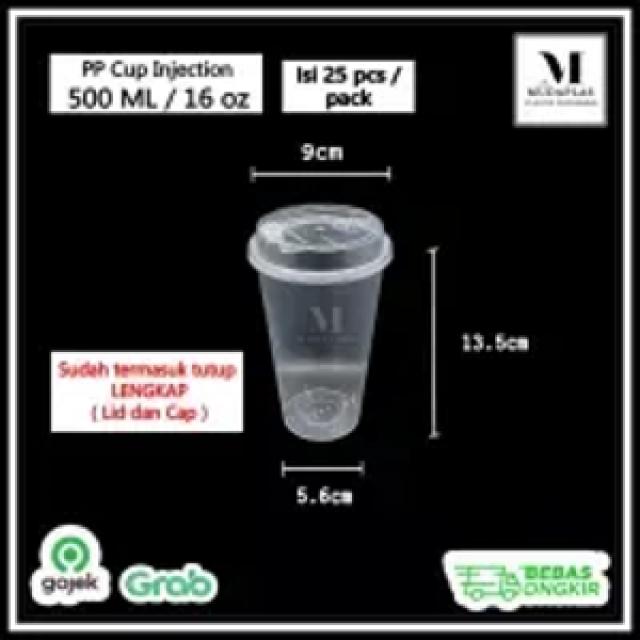 PP Cup Injection
500 ML / 16 oz
Isi 25 pcs /
pack
M
9cm
M
13.5cm
Sudah termasuk tutup
LENGKAP
( Lid dan Cap )
5.6cm
gojek
Grab
BEBAS
ONGKIR